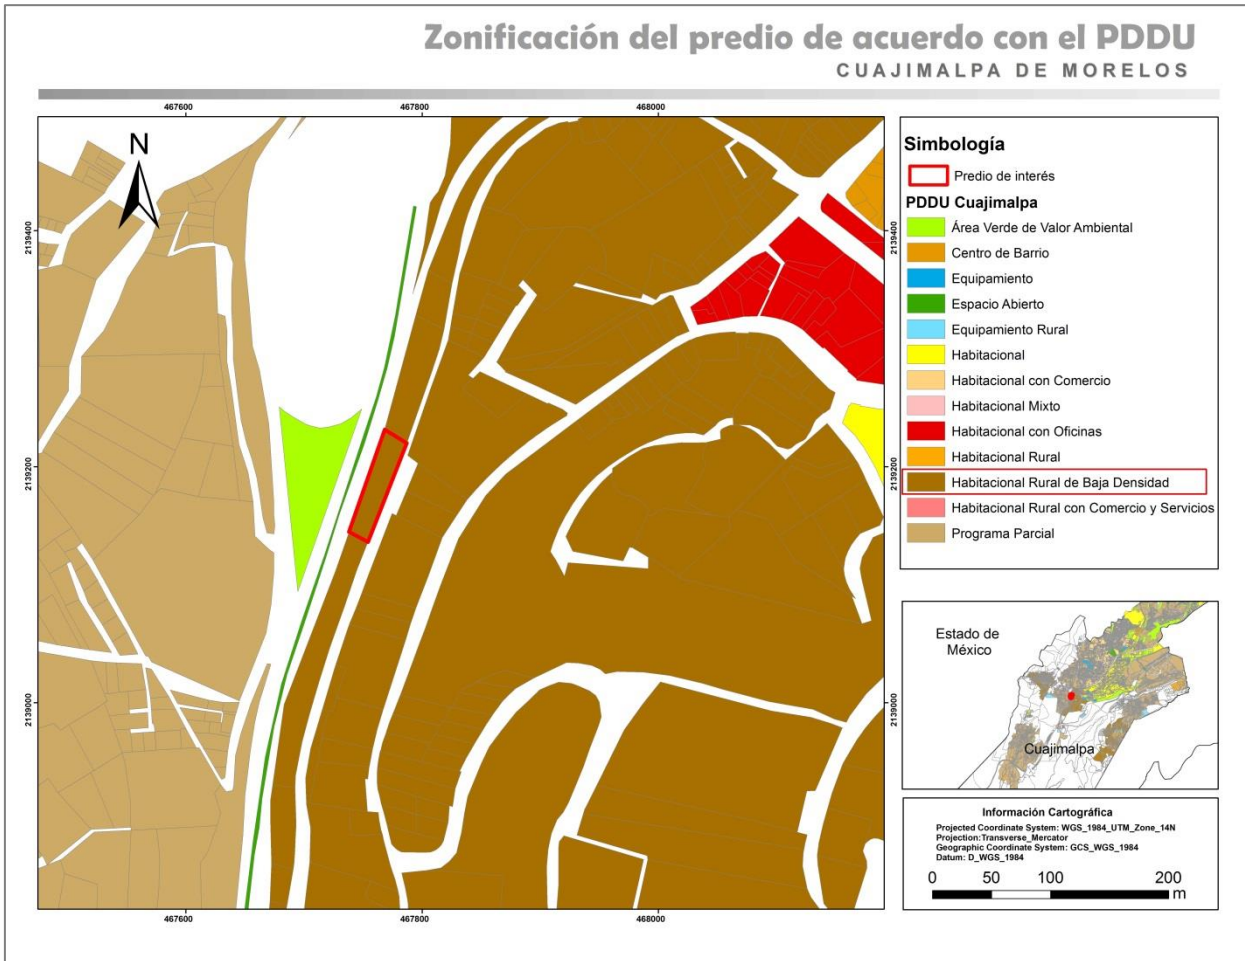 Zonificación del predio de acuerdo con el PDDU
CUAJIMALPA DE MORELOS
467600
467800
468000
N
2139400
2139200
2139000
2139400
2139200
2139000
467600
467800
468000
Simbología
Predio de interés
PDDU Cuajimalpa
Área Verde de Valor Ambiental
Centro de Barrio
Equipamiento
Espacio Abierto
Equipamiento Rural
Habitacional
Habitacional con Comercio
Habitacional Mixto
Habitacional con Oficinas
Habitacional Rural
Habitacional Rural de Baja Densidad
Habitacional Rural con Comercio y Servicios
Programa Parcial
Estado de
México
Cuajimalpa
Información Cartográfica
Projected Coordinate System: WGS_1984_UTM_Zone_14N
Projection:Transverse_Mercator
Geographic Coordinate System: GCS_WGS_1984
Datum: D_WGS_1984
0 50 100 200
m